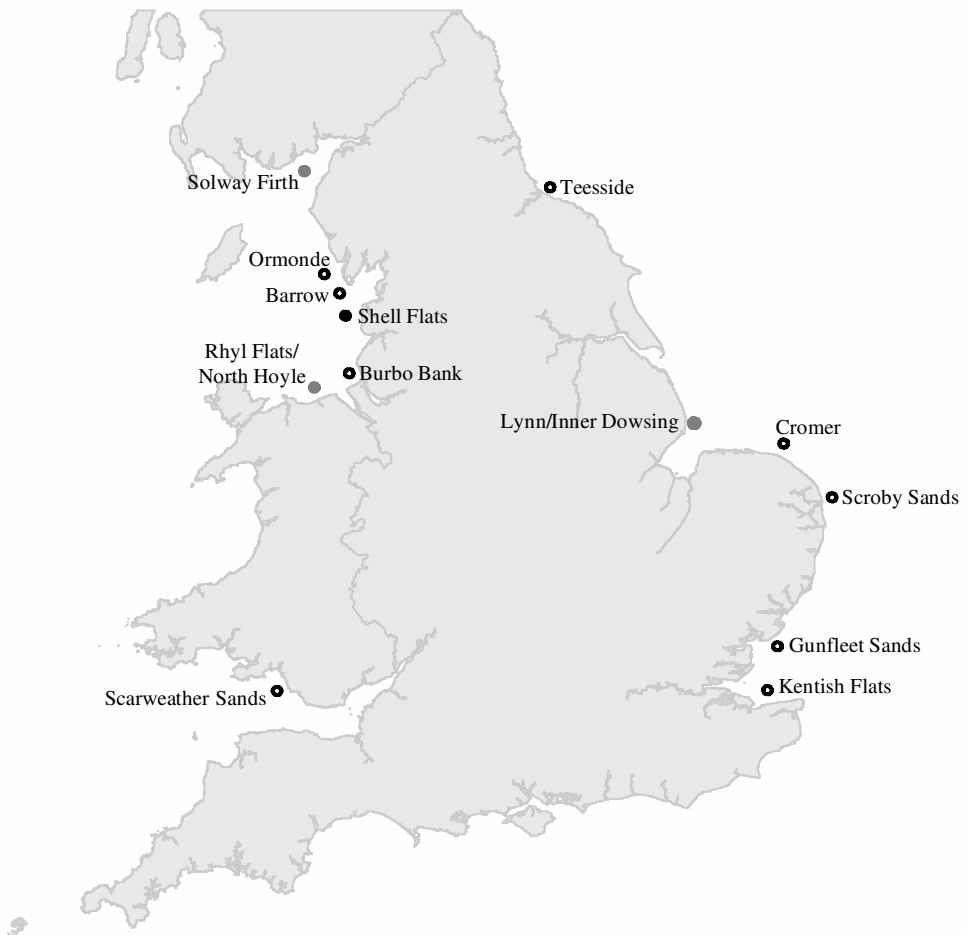 Solway Firth
Teesside
Ormonde
Barrow
Shell Flats
Rhyl Flats/
North Hoyle
Burbo Bank
Lynn/Inner Dowsing
Cromer
Scroby Sands
Gunfleet Sands
Kentish Flats
Scarweather Sands